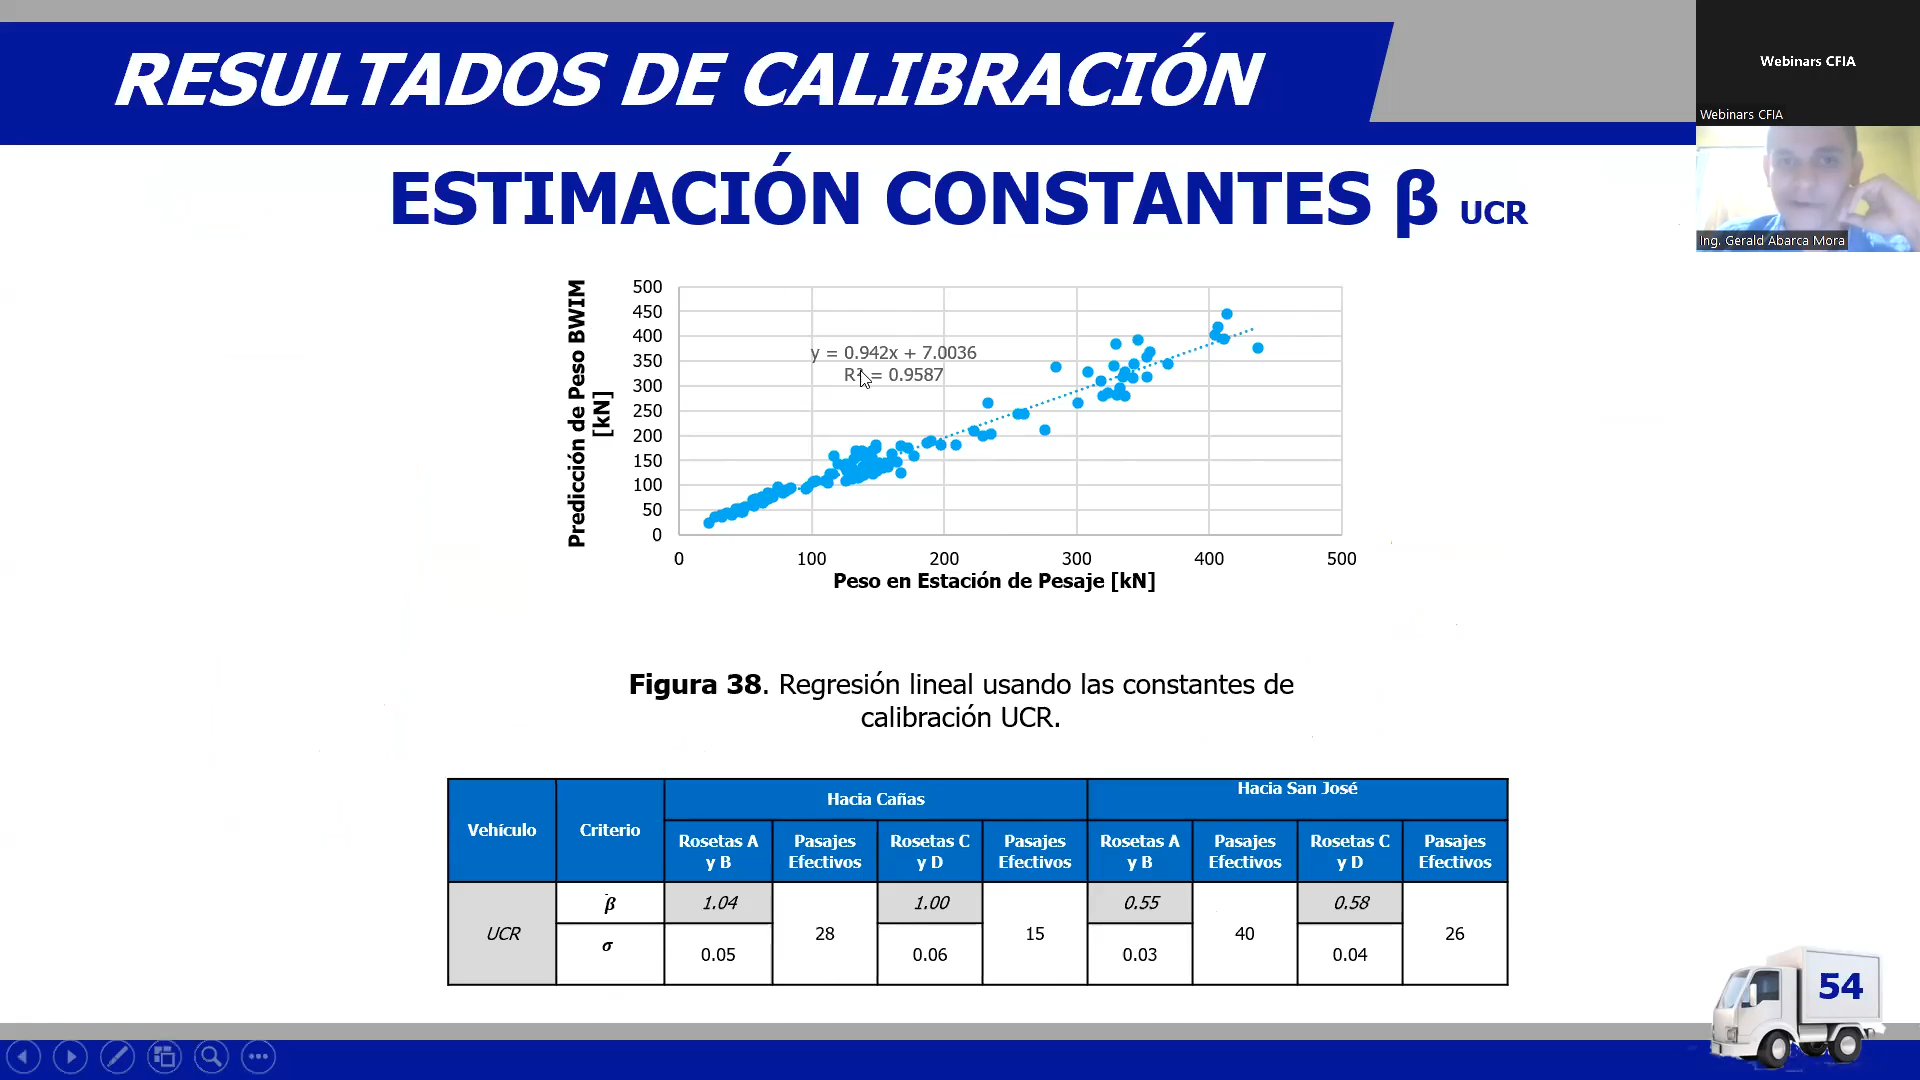 RESULTADOS DE CALIBRACIÓN
Webinars CFIA
Webinars CFIA
Ing. Gerald Abarca Mora
ESTIMACIÓN CONSTANTES β UCR
Predicción de Peso BWIM
[kN]
500
450
400
350
300
250
200
150
100
50
0
y = 0.942x + 7.0036
R² = 0.9587
0 100 200 300 400 500
Peso en Estación de Pesaje [kN]
Figura 38. Regresión lineal usando las constantes de
calibración UCR.
Vehículo Criterio Hacia Cañas Hacia San José
Rosetas A y B Pasajes Efectivos Rosetas C y D Pasajes Efectivos Rosetas A y B Pasajes Efectivos Rosetas C y D Pasajes Efectivos
UCR β̄ 1.04 28 1.00 15 0.55 40 0.58 26
σ 0.05 0.06 0.03 0.04
54